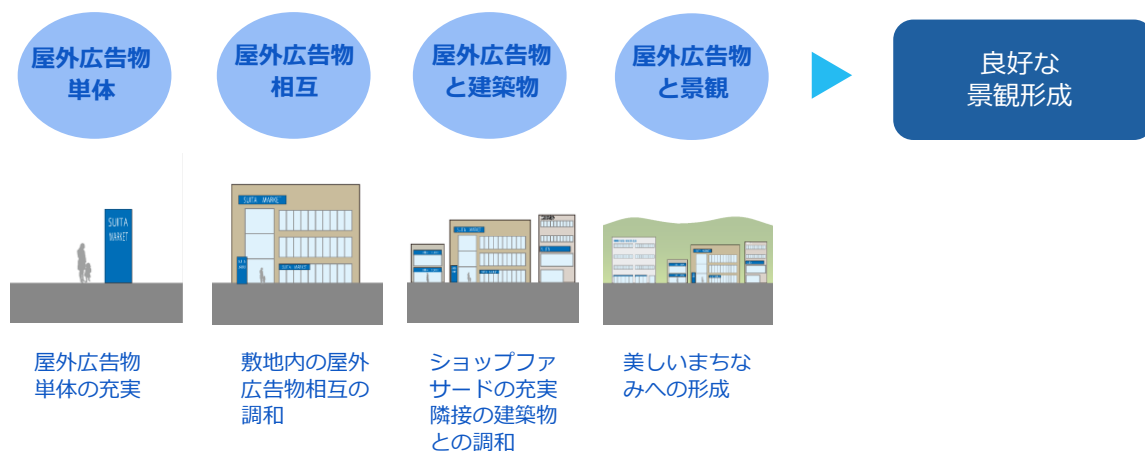 屋外広告物
単体
屋外広告物
相互
屋外広告物
と建築物
屋外広告物
と景観
良好な
景観形成
SUITA
MARKET
SUITA MARKE
SUITA MARKET
SUITA MARKE
屋外広告物
単体の充実
敷地内の屋外
広告物相互の
調和
ショップファ
サードの充実
隣接の建築物
との調和
美しいまちな
みへの形成